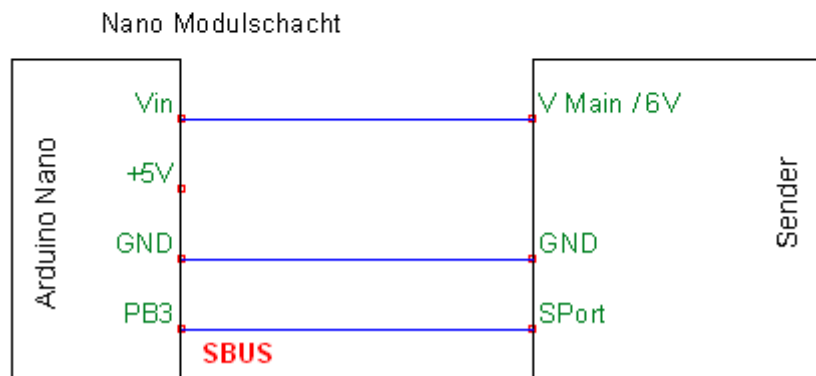 Nano Modulschacht
Arduino Nano
Vin
+5V
GND
PB3
SBUS
V Main / 6V
GND
SPort
Sender